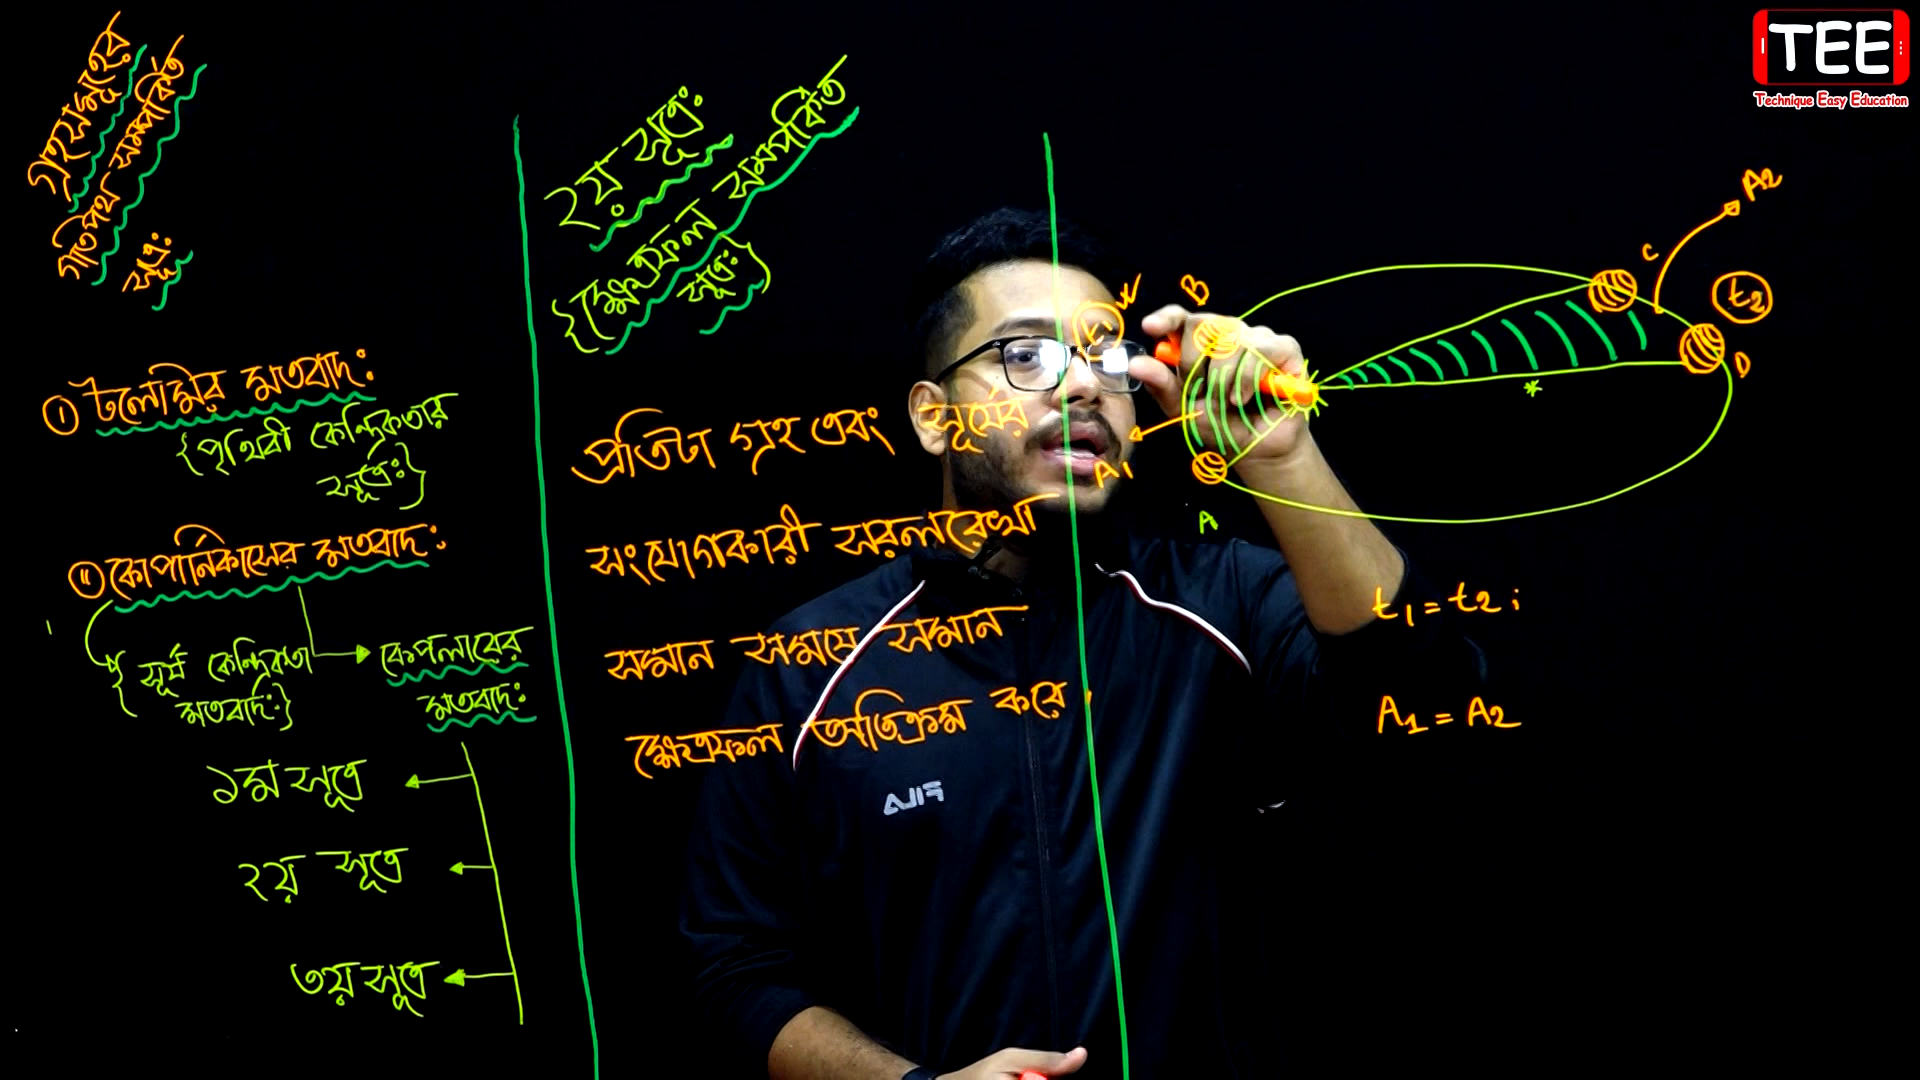 গ্রহসমূহের
গতিপথ সম্পর্কিত
সূত্র:
① টলেমির মতবাদ:
{পৃথিবী কেন্দ্রিকতার
সূত্র:}
② কোপার্নিকাসের মতবাদ:
{সূর্য কেন্দ্রিকতা
মতবাদ:}
কেপলারের
মতবাদ:
১ম সূত্র
২য় সূত্র
৩য় সূত্র
২য় সূত্র:
{ক্ষেত্রফল সম্পর্কিত
সূত্র:}
প্রতিটা গ্রহ এবং সূর্যের
সংযোগকারী সরলরেখা
সমান সময়ে সমান
ক্ষেত্রফল অতিক্রম করে।
t1
B
A1
A
C
D
A2
t2
*
t1 = t2 ;
A1 = A2
FILA
TEE
Technique Easy Education